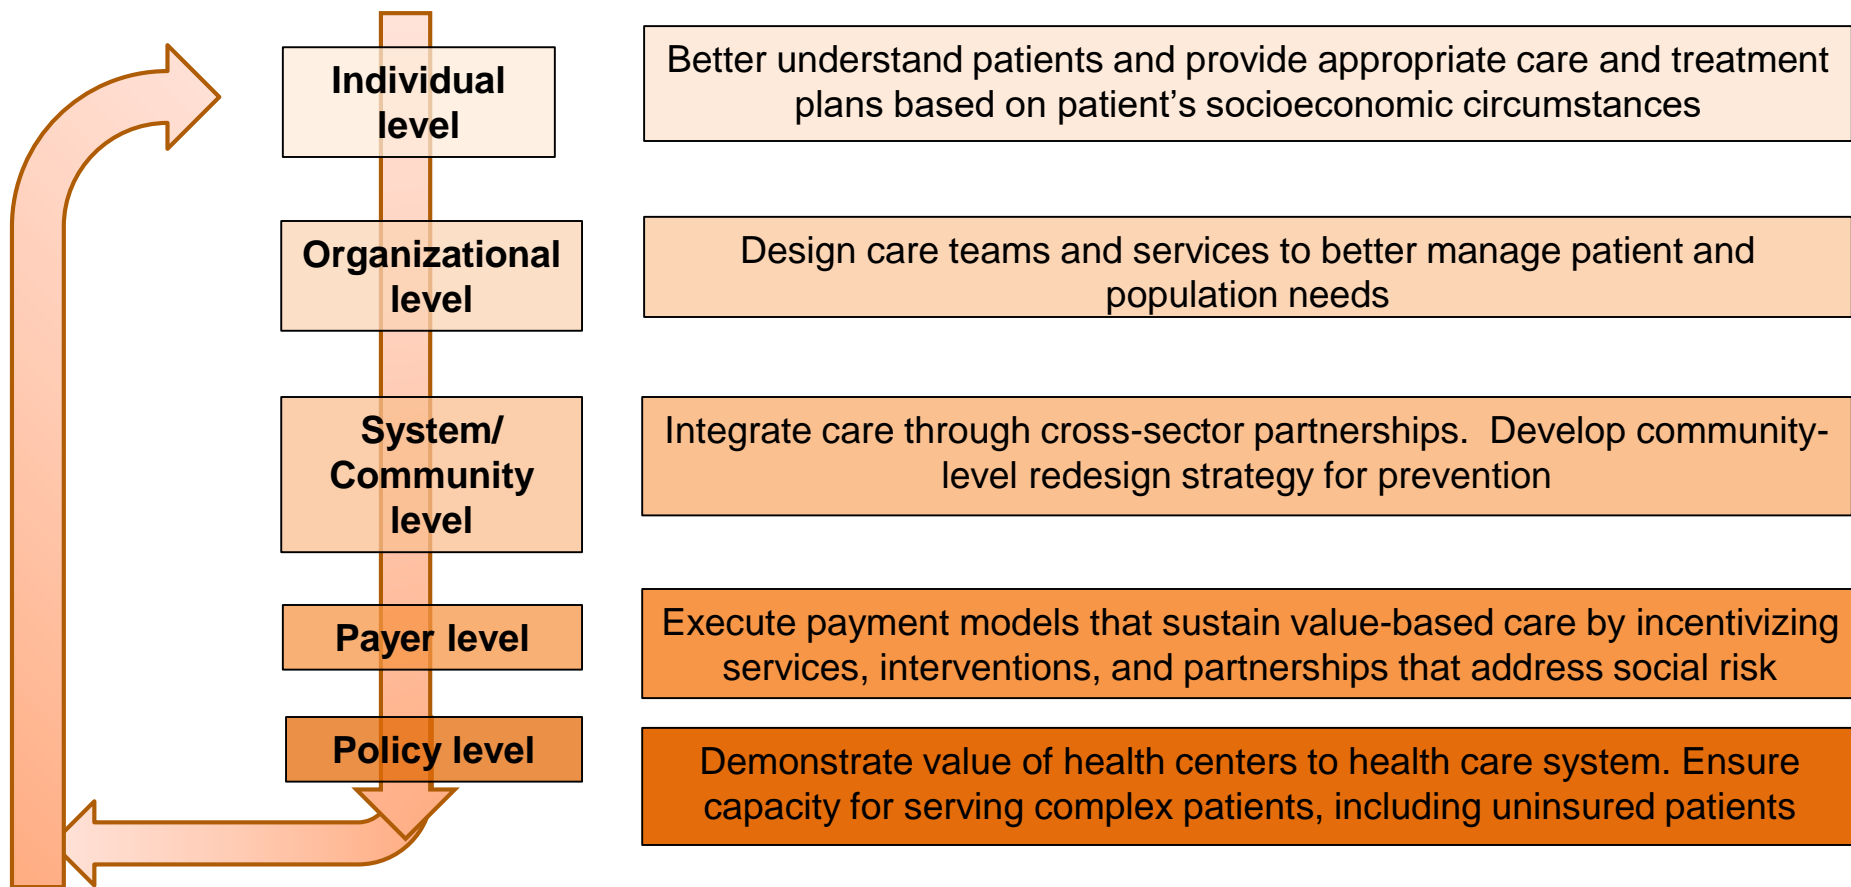 Individual
level
Better understand patients and provide appropriate care and treatment
plans based on patient’s socioeconomic circumstances
Organizational
level
Design care teams and services to better manage patient and
population needs
System/
Community
level
Integrate care through cross-sector partnerships.  Develop community-
level redesign strategy for prevention
Payer level
Execute payment models that sustain value-based care by incentivizing
services, interventions, and partnerships that address social risk
Policy level
Demonstrate value of health centers to health care system. Ensure
capacity for serving complex patients, including uninsured patients